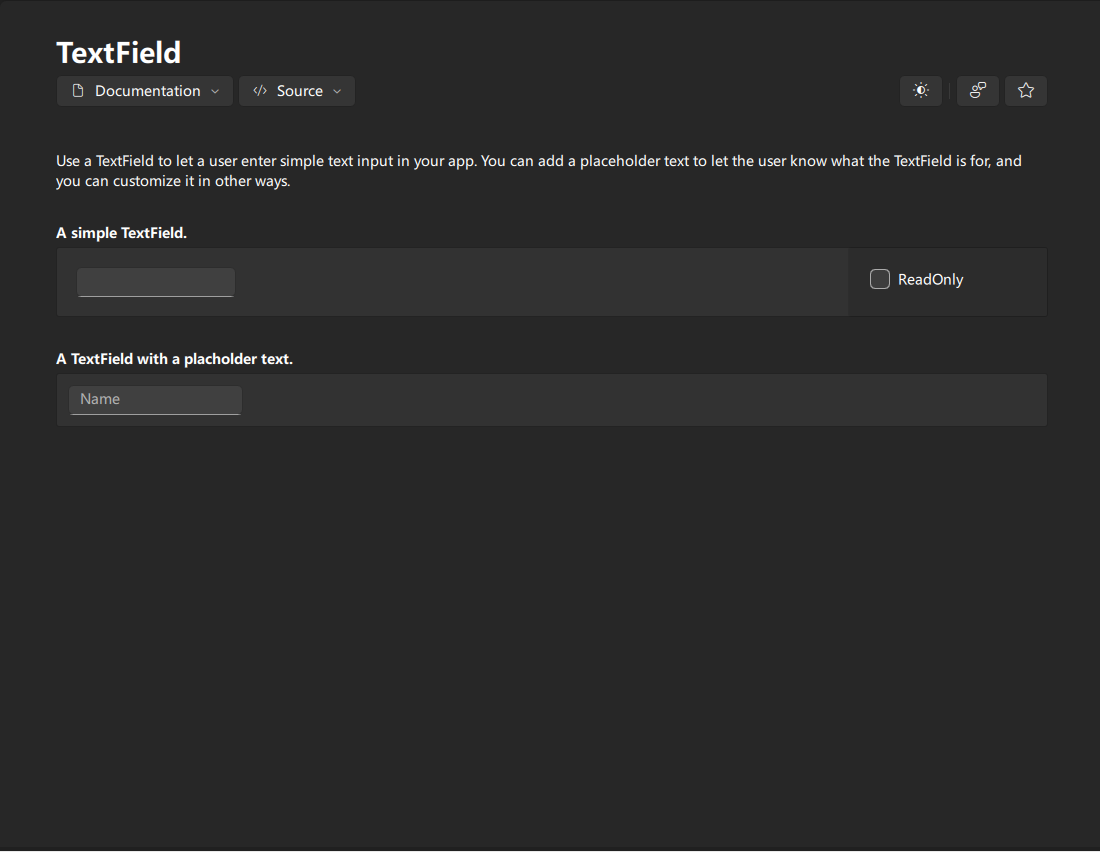 TextField
Documentation
Source
Use a TextField to let a user enter simple text input in your app. You can add a placeholder text to let the user know what the TextField is for, and
you can customize it in other ways.
A simple TextField.
ReadOnly
A TextField with a placholder text.
Name